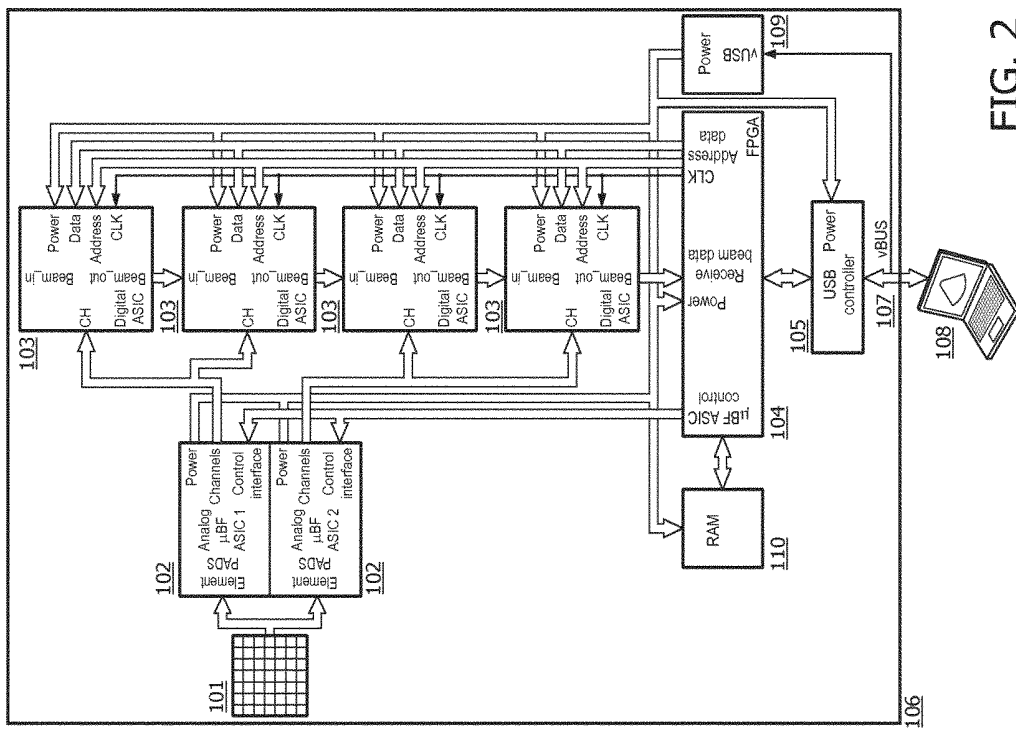 FIG. 2
106
101
102
Element
PADS
Analog
µBF
ASIC 1
Power
Channels
Control
interface
Element
PADS
Analog
µBF
ASIC 2
Power
Channels
Control
interface
102
103
CH
Digital
ASIC
Beam_in
Beam_out
Power
Data
Address
CLK
103
CH
Digital
ASIC
Beam_in
Beam_out
Power
Data
Address
CLK
103
CH
Digital
ASIC
Beam_in
Beam_out
Power
Data
Address
CLK
103
CH
Digital
ASIC
Beam_in
Beam_out
Power
Data
Address
CLK
104
µBF ASIC
control
Power
Receive
beam data
CLK
Address
data
FPGA
RAM
110
Power
vUSB
109
105
USB
controller
Power
107
vBUS
108